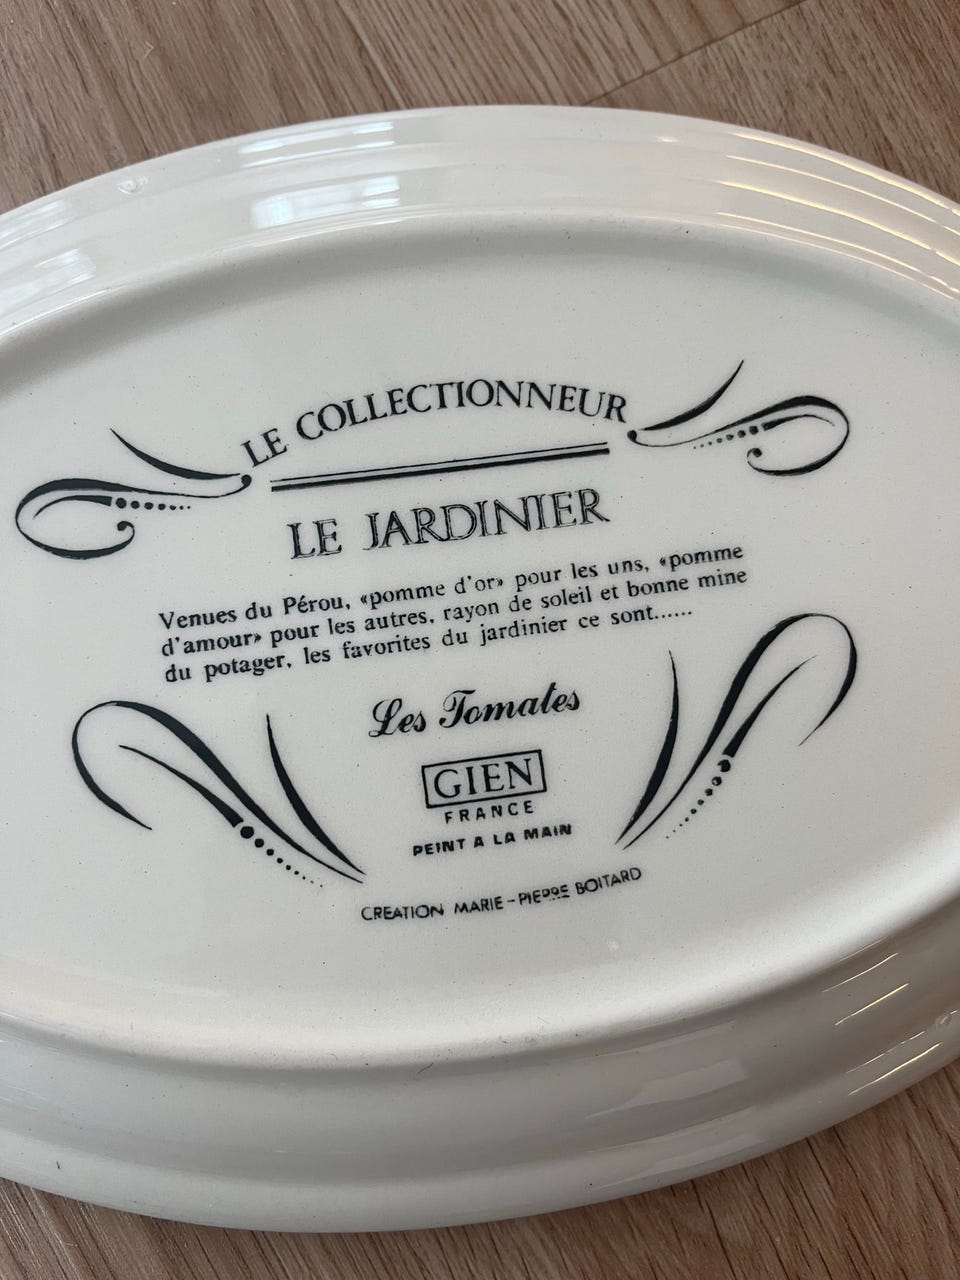 LE COLLECTIONNEUR
LE JARDINIER
Venues du Pérou, «pomme d'or» pour les uns, «pomme
d'amour» pour les autres, rayon de soleil et bonne mine
du potager, les favorites du jardinier ce sont......
Les Tomates
GIEN
FRANCE
PEINT A LA MAIN
CREATION MARIE-PIERRE BOITARD